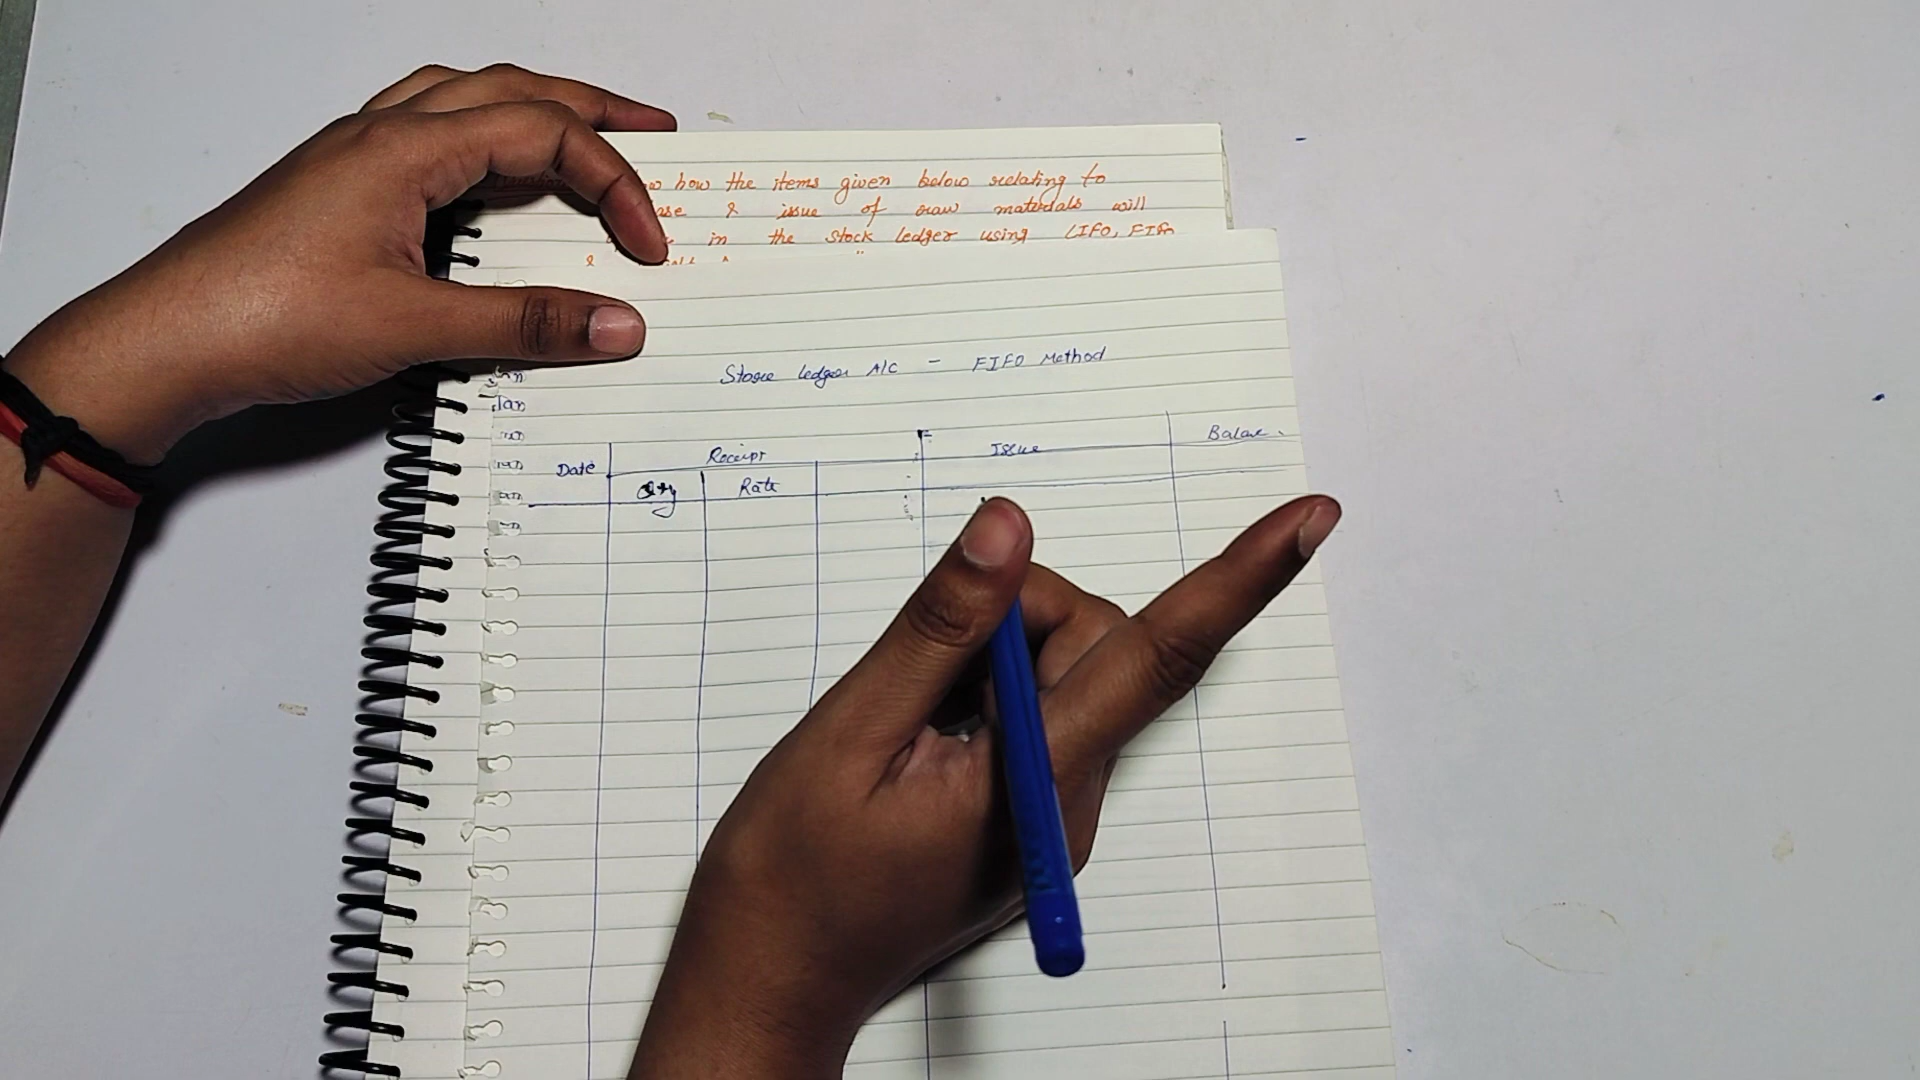 how the items given below relating to
& issue of raw materials will
in the stock ledger using LIFO, FIFO
&
Store ledger A/C - FIFO Method
Date Receipt Issue Balance
Qty Rate
Jan